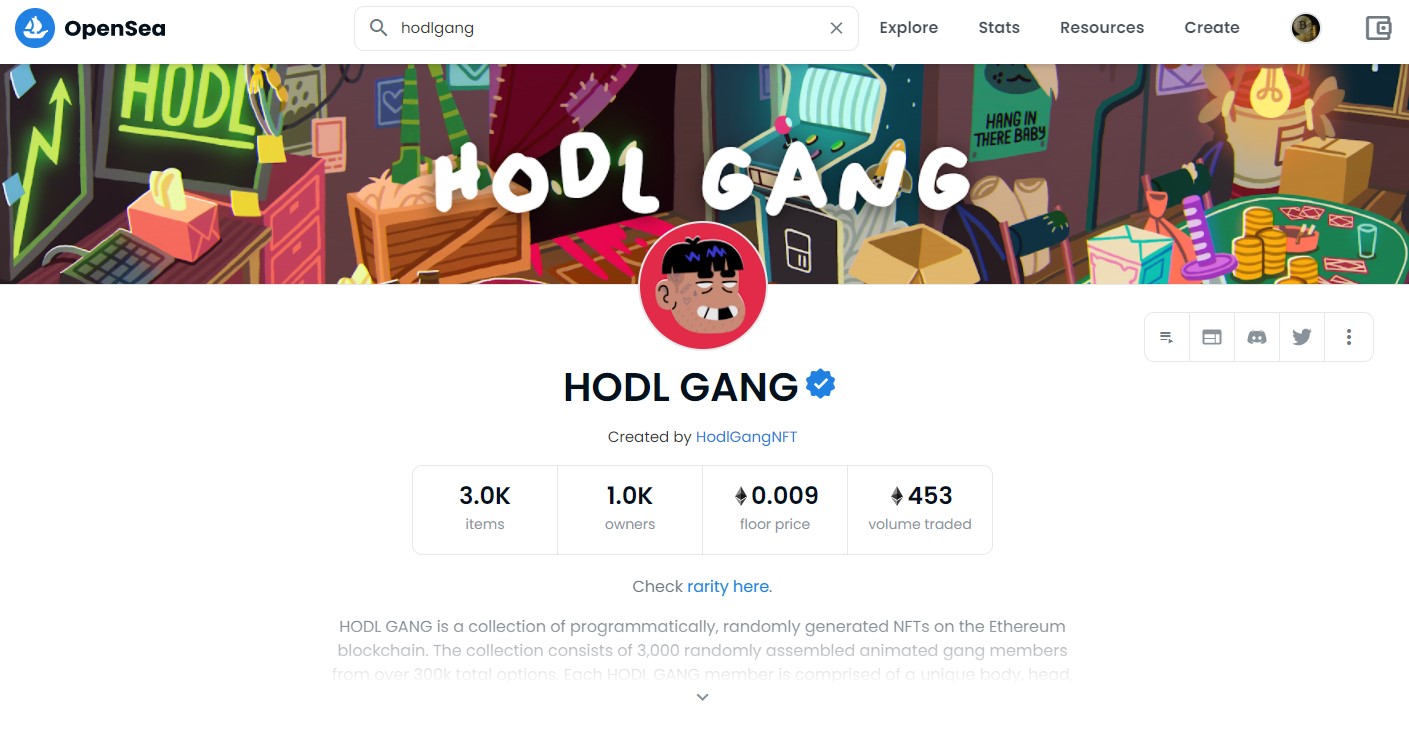 OpenSea
hodlgang
Explore
Stats
Resources
Create
HODL
HANG IN
THERE BABY
HODL GANG
HODL GANG
Created by HodlGangNFT
3.0K
items
1.0K
owners
0.009
floor price
453
volume traded
Check rarity here.
HODL GANG is a collection of programmatically, randomly generated NFTs on the Ethereum
blockchain. The collection consists of 3,000 randomly assembled animated gang members
from over 300k total options. Each HODL GANG member is comprised of a unique body, head,